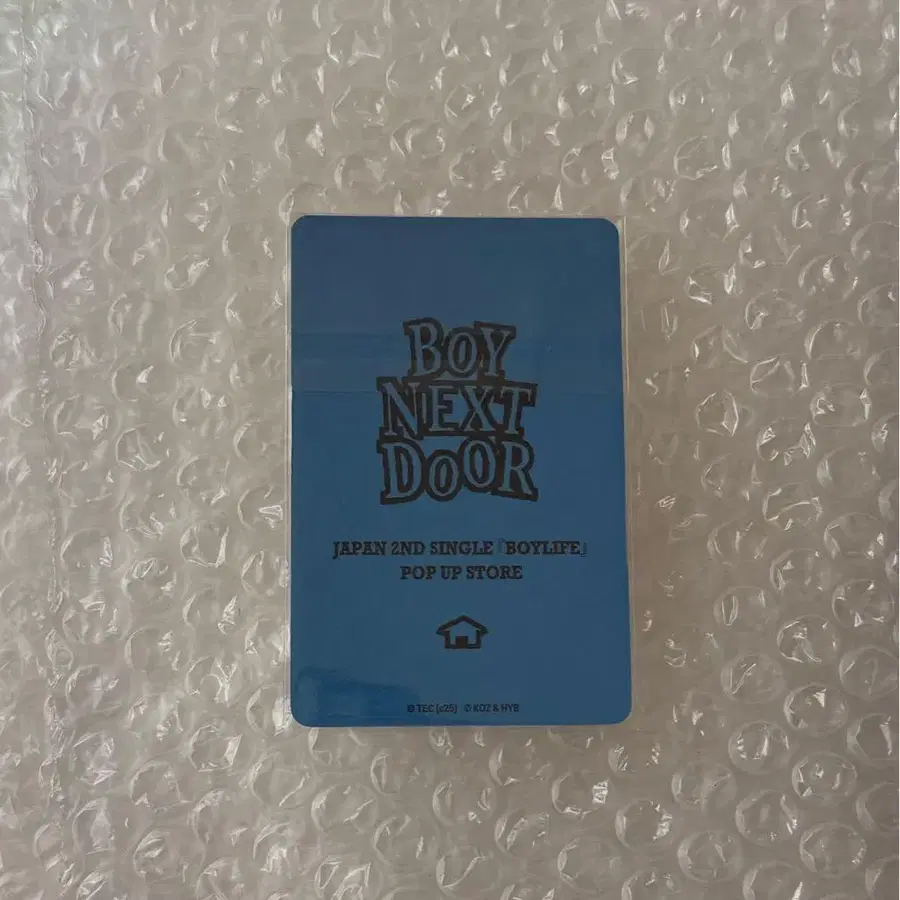 BOY
NEXT
DOOR
JAPAN 2ND SINGLE『BOYLIFE』
POP UP STORE
© TEC (c25) © KOZ & HYB